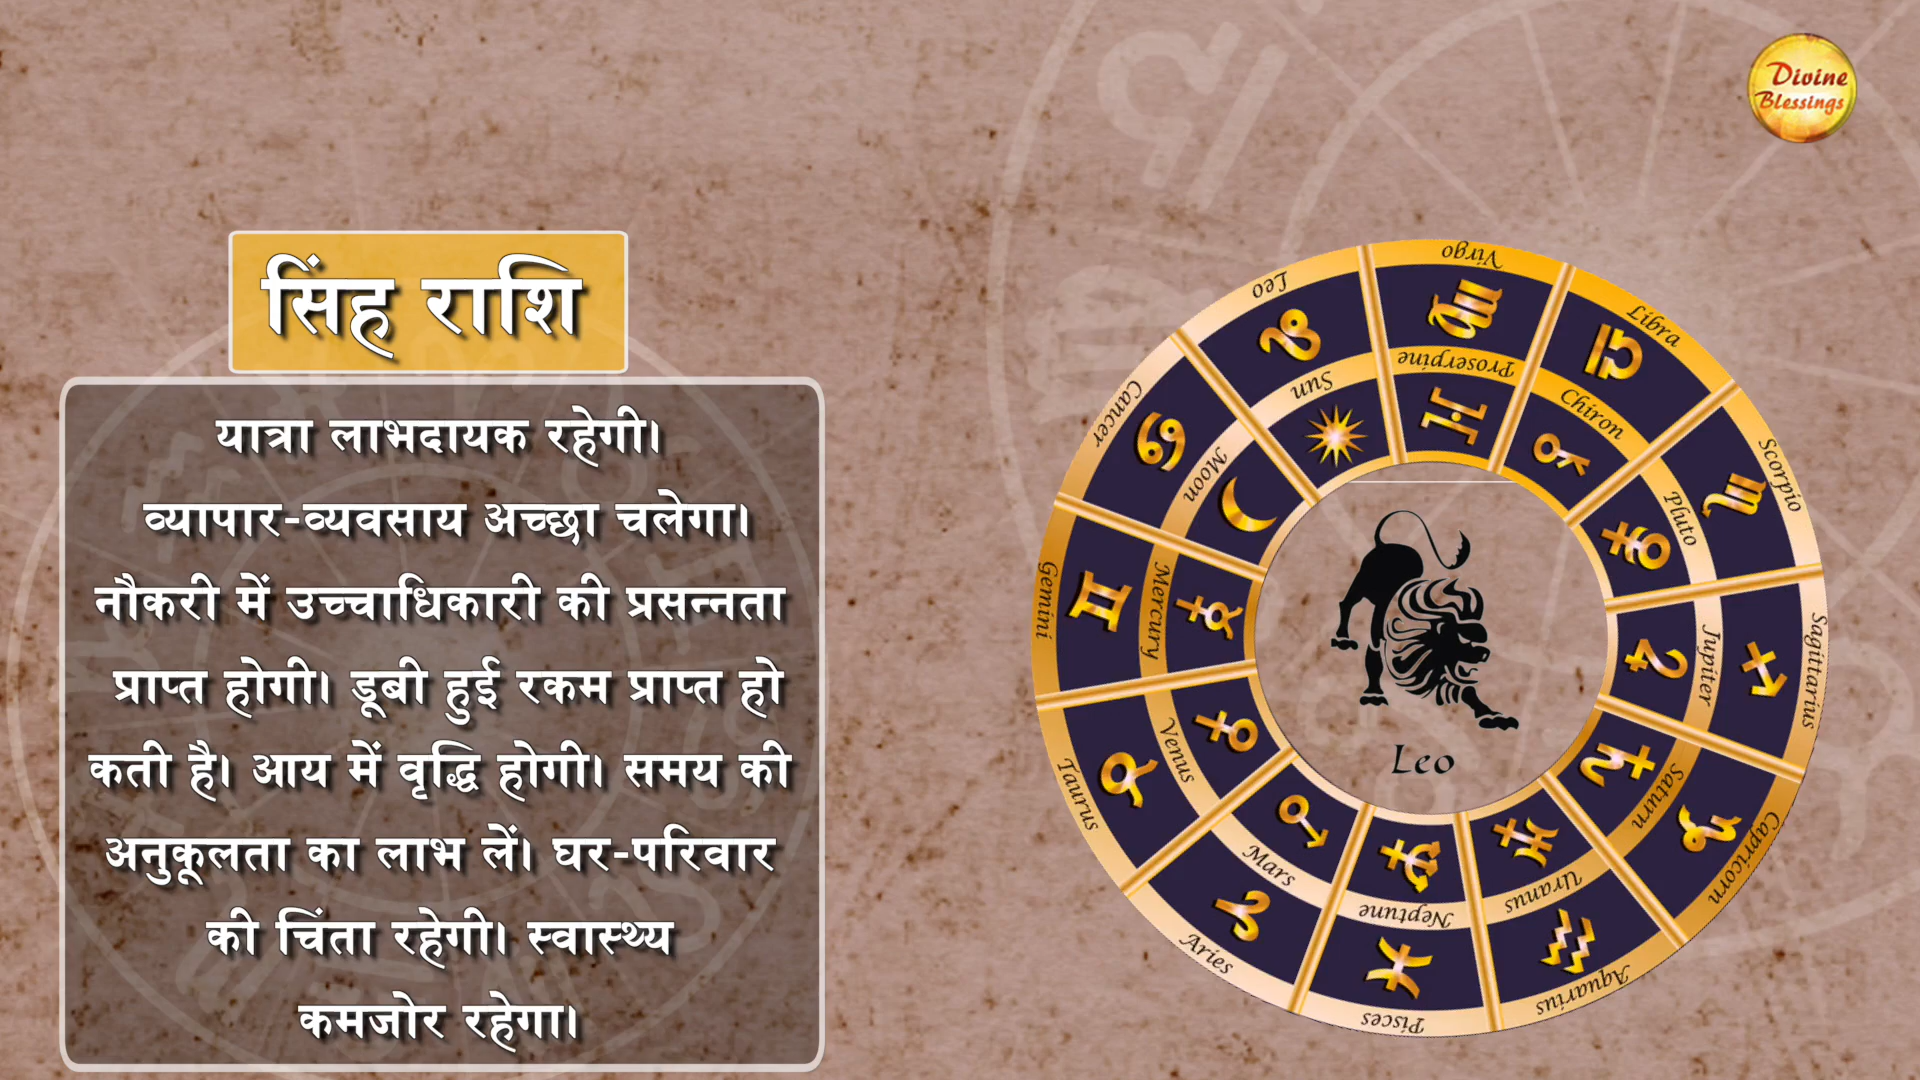 Divine
Blessings
सिंह राशि
यात्रा लाभदायक रहेगी।
व्यापार-व्यवसाय अच्छा चलेगा।
नौकरी में उच्चाधिकारी की प्रसन्नता
प्राप्त होगी। डूबी हुई रकम प्राप्त हो
कती है। आय में वृद्धि होगी। समय की
अनुकूलता का लाभ लें। घर-परिवार
की चिंता रहेगी। स्वास्थ्य
कमजोर रहेगा।
Virgo
Libra
Scorpio
Sagittarius
Capricorn
Aquarius
Pisces
Aries
Taurus
Gemini
Cancer
Leo
Proserpine
Chiron
Pluto
Jupiter
Saturn
Uranus
Neptune
Mars
Venus
Mercury
Moon
Sun
Leo